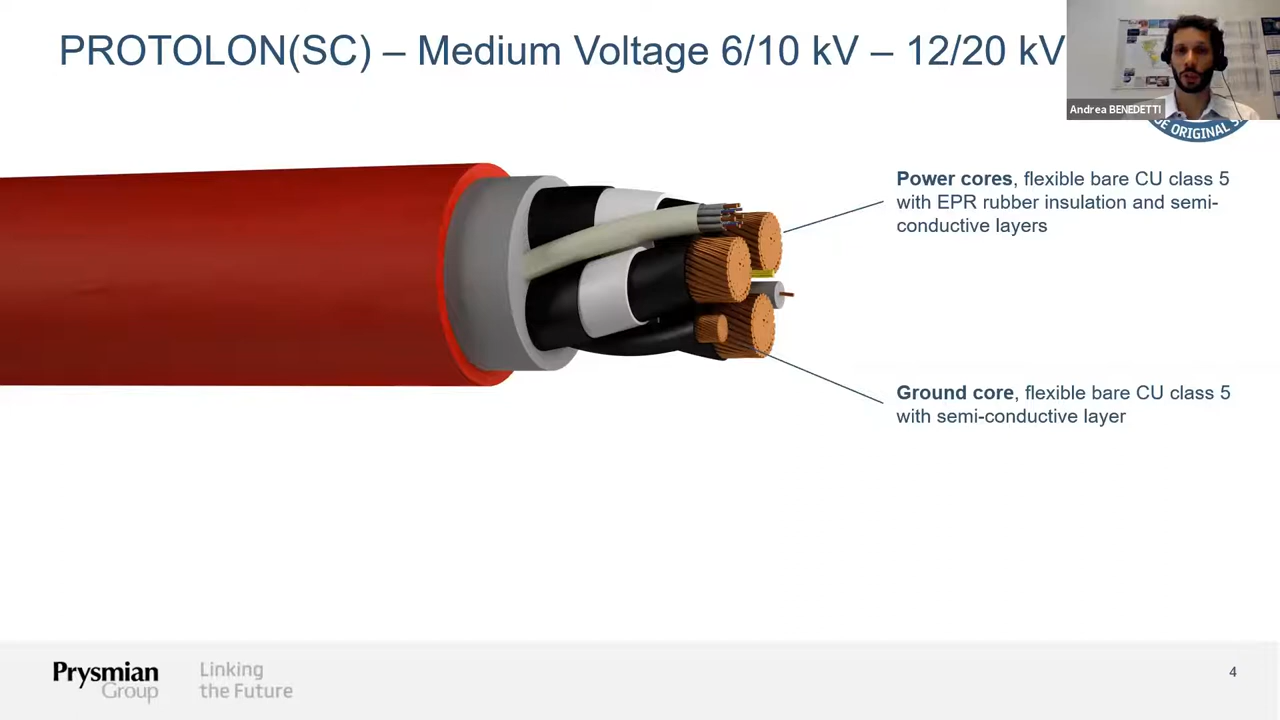 PROTOLON(SC) – Medium Voltage 6/10 kV – 12/20 kV
Andrea BENEDETTI
ORIGINAL
Power cores, flexible bare CU class 5
with EPR rubber insulation and semi-
conductive layers
Ground core, flexible bare CU class 5
with semi-conductive layer
Prysmian
Group
Linking
the Future
4